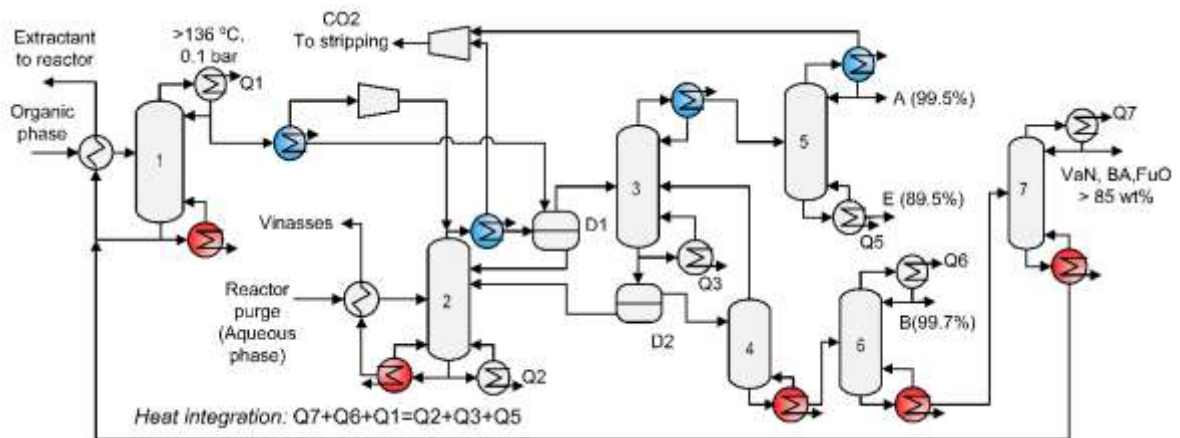 CO2
To stripping
Extractant
to reactor
>136 ºC,
0.1 bar
Q1
Organic
phase
1
A (99.5%)
5
Q7
3
7
VaN, BA,FuO
> 85 wt%
E (89.5%)
Q5
Vinasses
D1
Q3
Q6
Reactor
purge
(Aqueous
phase)
2
B(99.7%)
D2
4
6
Q2
Heat integration: Q7+Q6+Q1=Q2+Q3+Q5